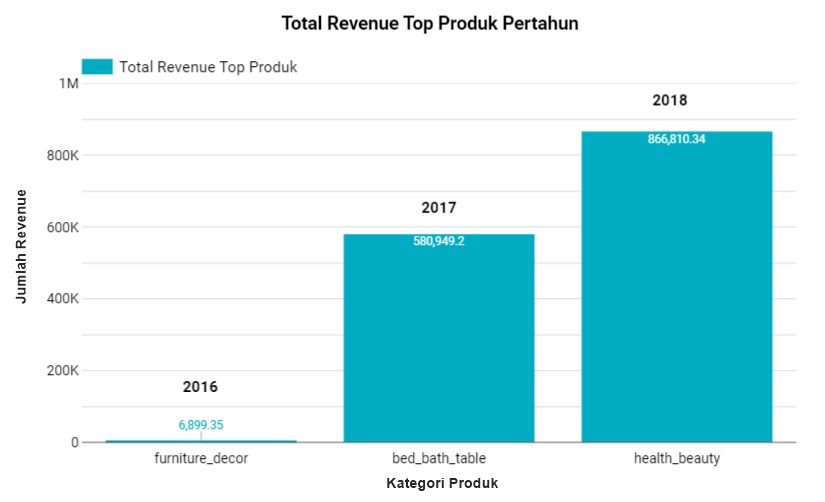 Total Revenue Top Produk Pertahun
Total Revenue Top Produk
1M
800K
600K
400K
200K
0
Jumlah Revenue
2016
6,899.35
2017
580,949.2
2018
866,810.34
furniture_decor
bed_bath_table
health_beauty
Kategori Produk